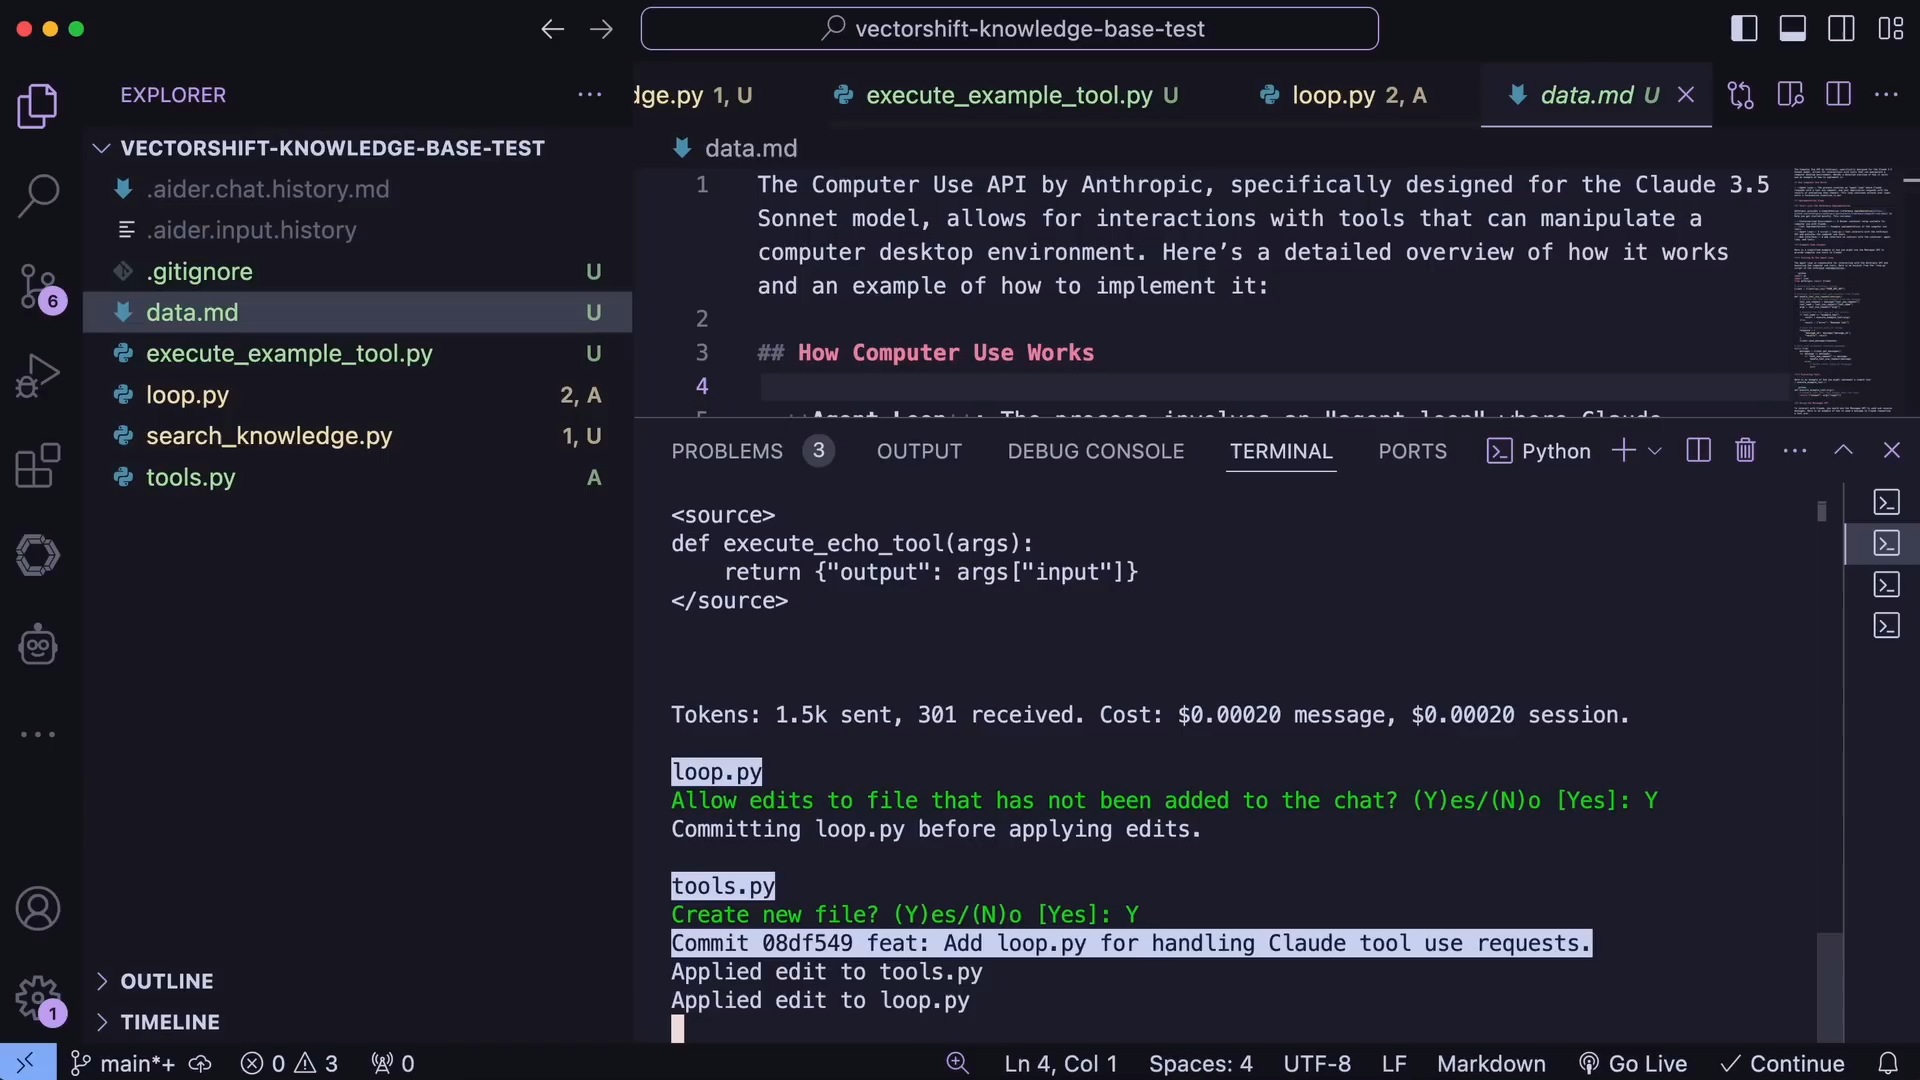 vectorshift-knowledge-base-test
EXPLORER
VECTORSHIFT-KNOWLEDGE-BASE-TEST
.aider.chat.history.md
.aider.input.history
.gitignore U
data.md U
execute_example_tool.py U
loop.py 2, A
search_knowledge.py 1, U
tools.py A
OUTLINE
TIMELINE
6
1
dge.py 1, U
execute_example_tool.py U
loop.py 2, A
data.md U
data.md
1 The Computer Use API by Anthropic, specifically designed for the Claude 3.5
Sonnet model, allows for interactions with tools that can manipulate a
computer desktop environment. Here’s a detailed overview of how it works
and an example of how to implement it:
2
3 ## How Computer Use Works
4
PROBLEMS 3 OUTPUT DEBUG CONSOLE TERMINAL PORTS Python
<source>
def execute_echo_tool(args):
return {"output": args["input"]}
</source>
Tokens: 1.5k sent, 301 received. Cost: $0.00020 message, $0.00020 session.
loop.py
Allow edits to file that has not been added to the chat? (Y)es/(N)o [Yes]: Y
Committing loop.py before applying edits.
tools.py
Create new file? (Y)es/(N)o [Yes]: Y
Commit 08df549 feat: Add loop.py for handling Claude tool use requests.
Applied edit to tools.py
Applied edit to loop.py
main*+ 0 3 0 Ln 4, Col 1 Spaces: 4 UTF-8 LF Markdown Go Live Continue